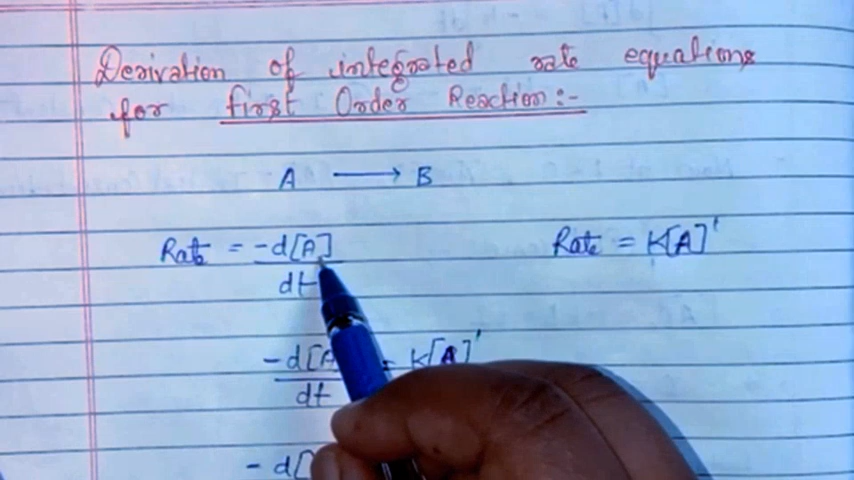 Derivation of integrated rate equations
for first Order Reaction:-
A ⟶ B
Rate = -d[A]/dt    Rate = K[A]¹
-d[A]/dt = K[A]¹
- d[